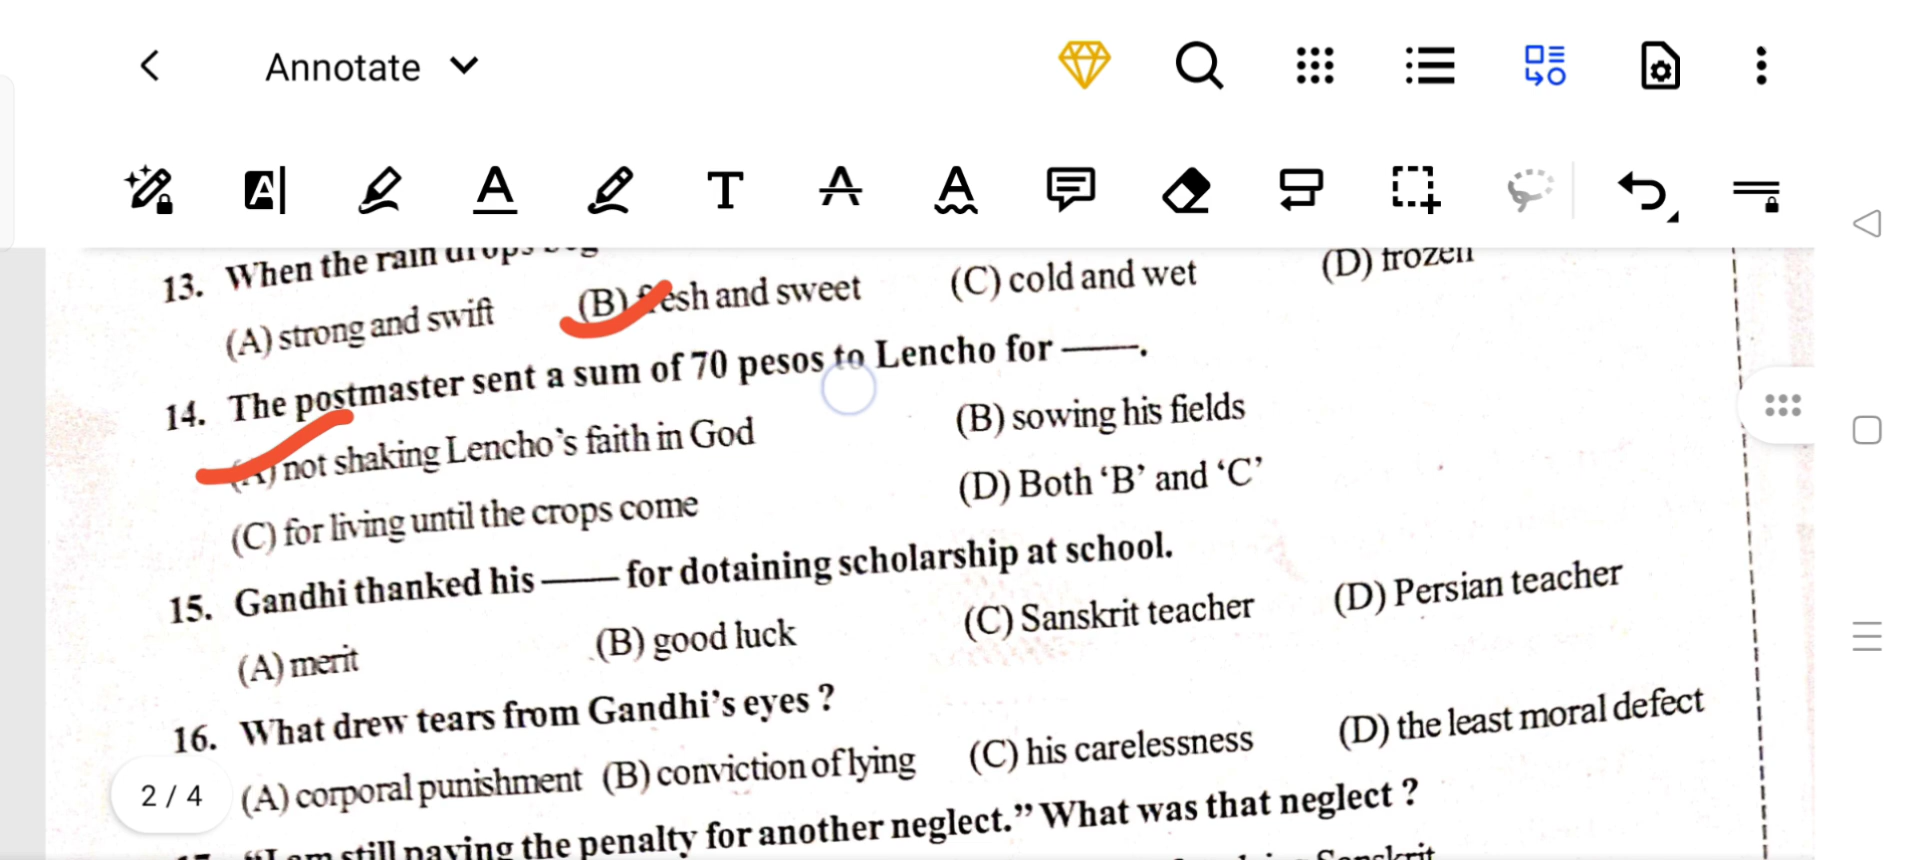 Annotate
13. When the rain drops
(A) strong and swift (B) fresh and sweet (C) cold and wet (D) frozen
14. The postmaster sent a sum of 70 pesos to Lencho for ——.
(A) not shaking Lencho's faith in God (B) sowing his fields
(C) for living until the crops come (D) Both 'B' and 'C'
15. Gandhi thanked his —— for dotaining scholarship at school.
(A) merit (B) good luck (C) Sanskrit teacher (D) Persian teacher
16. What drew tears from Gandhi's eyes ?
(A) corporal punishment (B) conviction of lying (C) his carelessness (D) the least moral defect
2 / 4
"I am still paying the penalty for another neglect." What was that neglect ?
Sanskrit